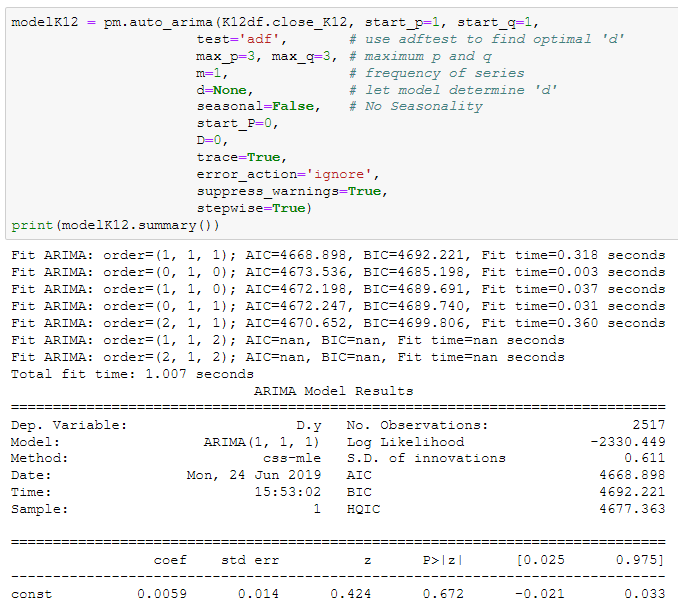 modelK12 = pm.auto_arima(K12df.close_K12, start_p=1, start_q=1,
test='adf',       # use adftest to find optimal 'd'
max_p=3, max_q=3, # maximum p and q
m=1,              # frequency of series
d=None,           # let model determine 'd'
seasonal=False,   # No Seasonality
start_P=0,
D=0,
trace=True,
error_action='ignore',
suppress_warnings=True,
stepwise=True)
print(modelK12.summary())
Fit ARIMA: order=(1, 1, 1); AIC=4668.898, BIC=4692.221, Fit time=0.318 seconds
Fit ARIMA: order=(0, 1, 0); AIC=4673.536, BIC=4685.198, Fit time=0.003 seconds
Fit ARIMA: order=(1, 1, 0); AIC=4672.198, BIC=4689.691, Fit time=0.037 seconds
Fit ARIMA: order=(0, 1, 1); AIC=4672.247, BIC=4689.740, Fit time=0.031 seconds
Fit ARIMA: order=(2, 1, 1); AIC=4670.652, BIC=4699.806, Fit time=0.360 seconds
Fit ARIMA: order=(1, 1, 2); AIC=nan, BIC=nan, Fit time=nan seconds
Fit ARIMA: order=(2, 1, 2); AIC=nan, BIC=nan, Fit time=nan seconds
Total fit time: 1.007 seconds
ARIMA Model Results
==============================================================================
Dep. Variable:                    D.y   No. Observations:                 2517
Model:                 ARIMA(1, 1, 1)   Log Likelihood               -2330.449
Method:                       css-mle   S.D. of innovations              0.611
Date:                Mon, 24 Jun 2019   AIC                           4668.898
Time:                        15:53:02   BIC                           4692.221
Sample:                             1   HQIC                          4677.363
==============================================================================
coef    std err          z      P>|z|      [0.025      0.975]
------------------------------------------------------------------------------
const          0.0059      0.014      0.424      0.672      -0.021       0.033